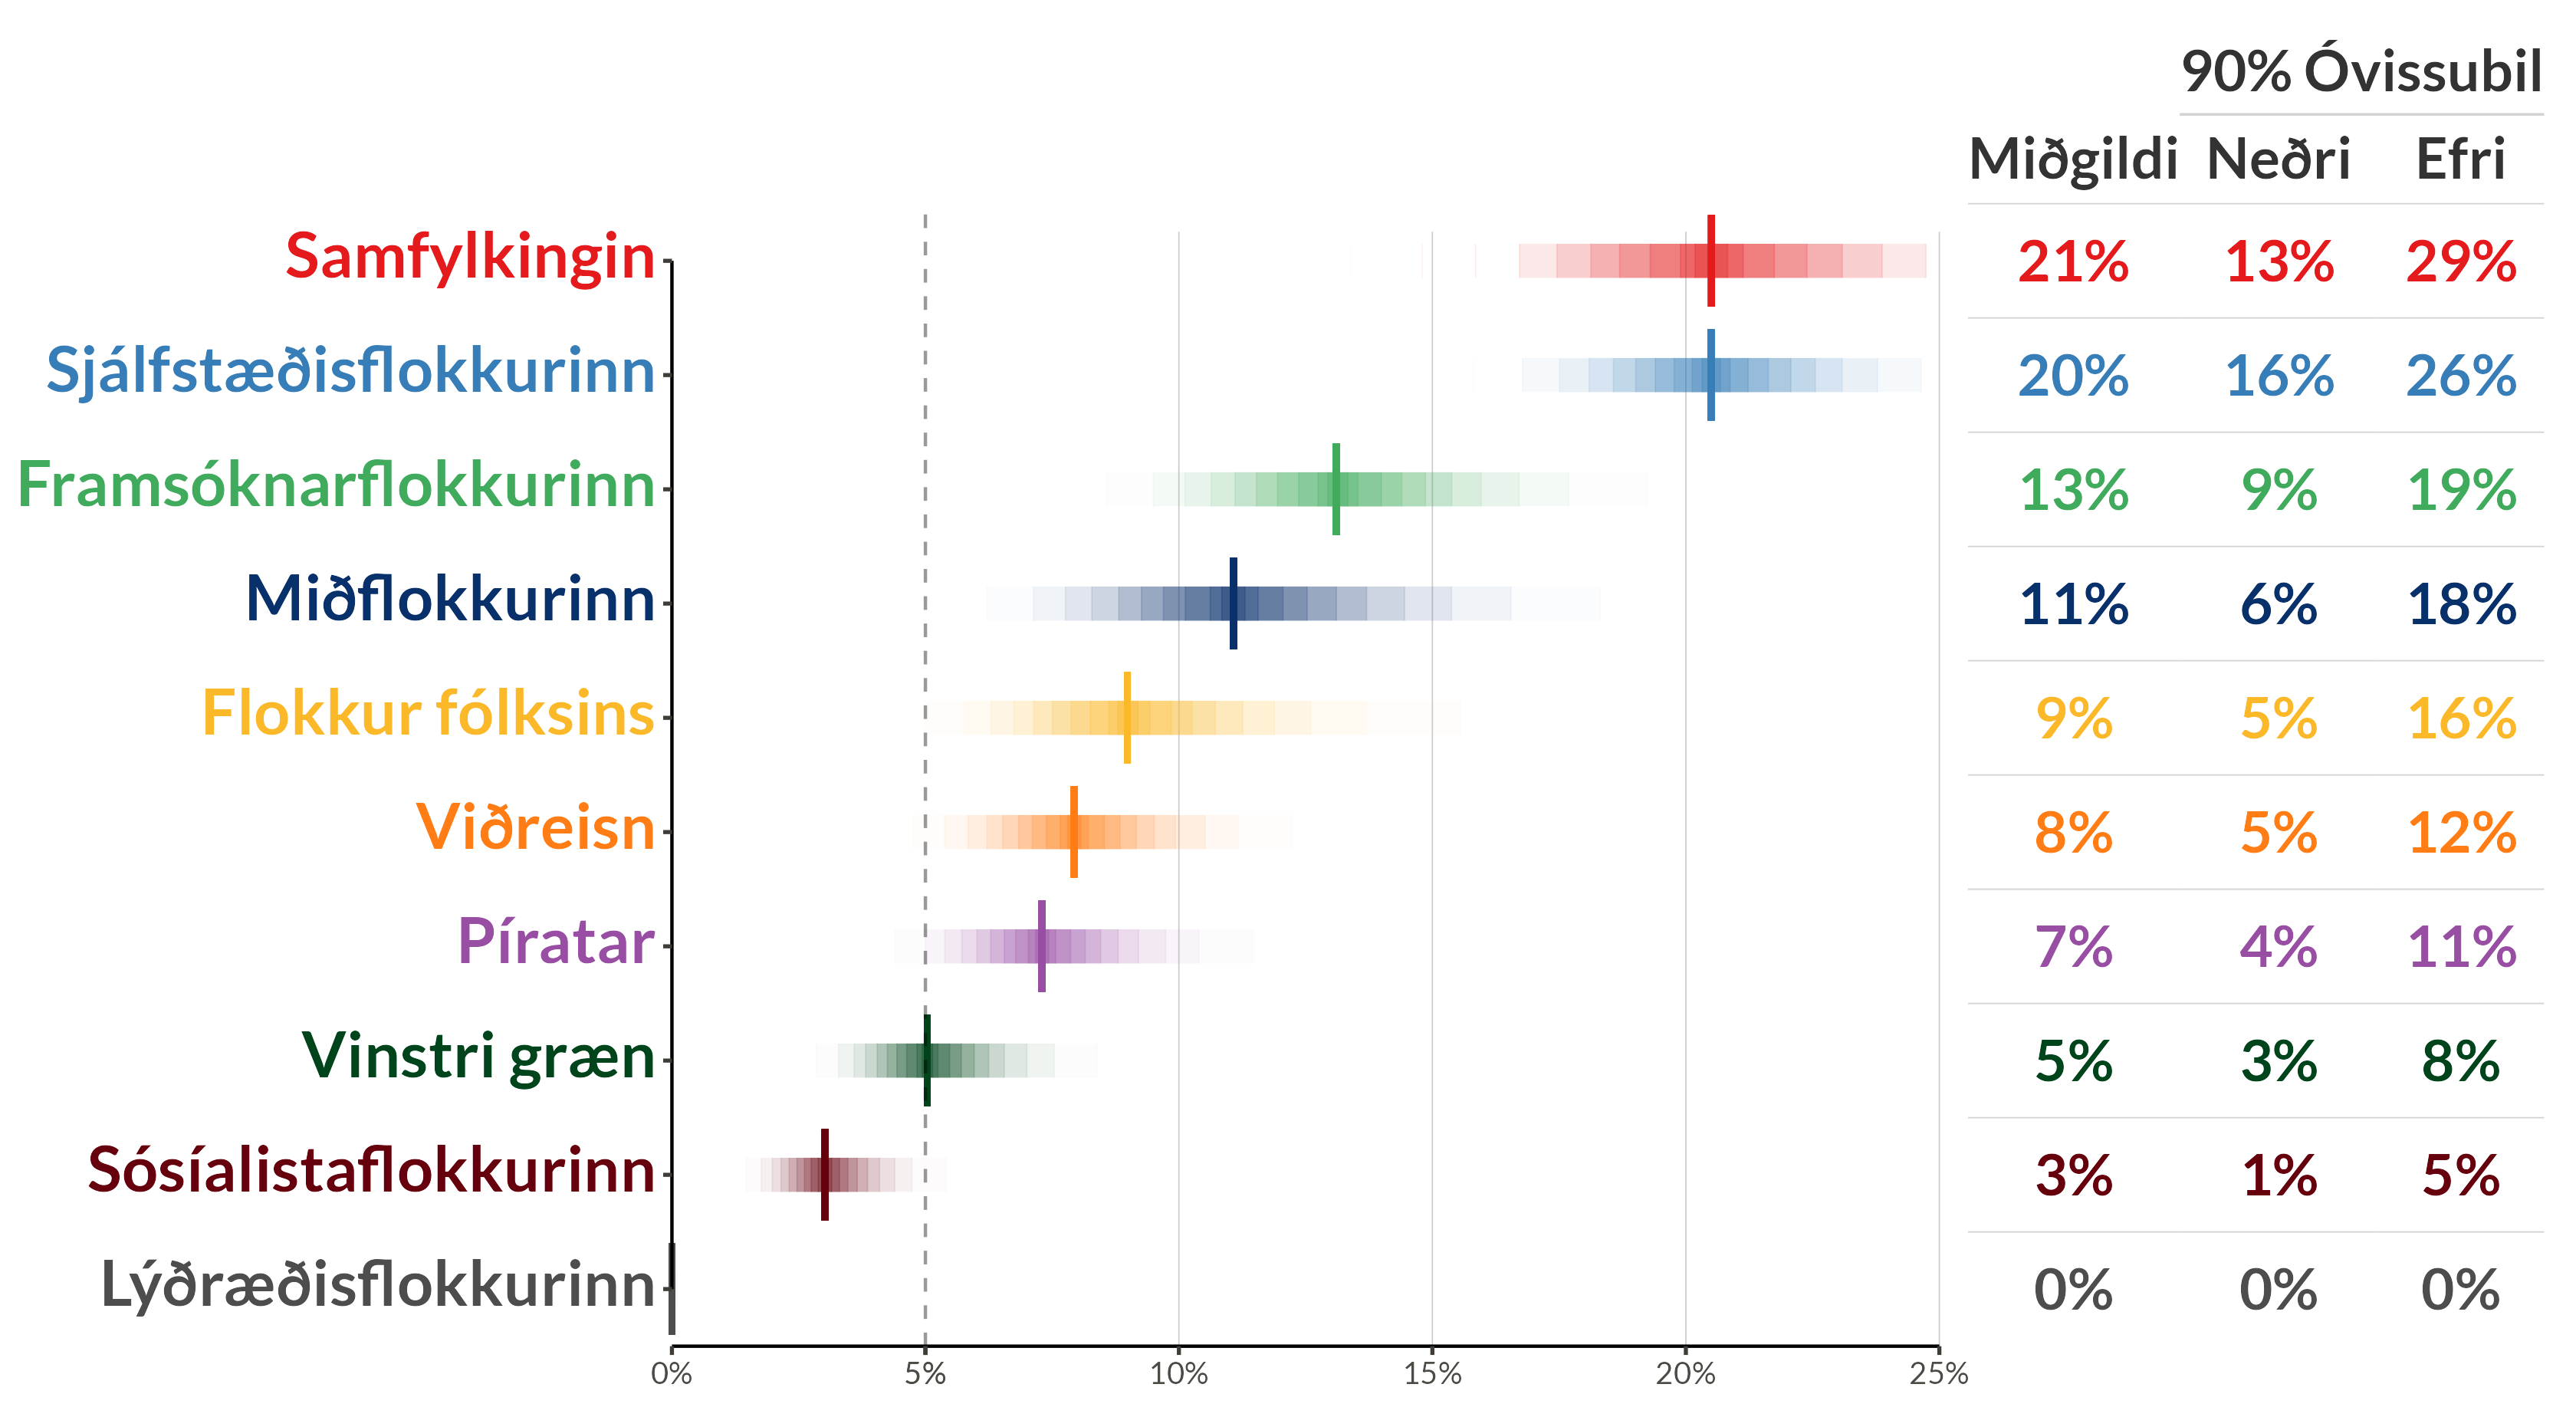 90% Óvissubil
Miðgildi Neðri Efri
Samfylkingin 21% 13% 29%
Sjálfstæðisflokkurinn 20% 16% 26%
Framsóknarflokkurinn 13% 9% 19%
Miðflokkurinn 11% 6% 18%
Flokkur fólksins 9% 5% 16%
Viðreisn 8% 5% 12%
Píratar 7% 4% 11%
Vinstri græn 5% 3% 8%
Sósíalistaflokkurinn 3% 1% 5%
Lýðræðisflokkurinn 0% 0% 0%
0% 5% 10% 15% 20% 25%